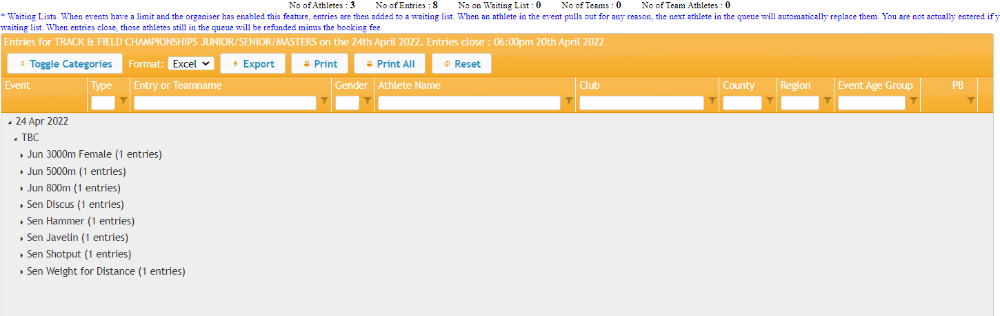 No of Athletes : 3 No of Entries : 8 No on Waiting List : 0 No of Teams : 0 No of Team Athletes : 0
* Waiting Lists. When events have a limit and the organiser has enabled this feature, entries are then added to a waiting list. When an athlete in the event pulls out for any reason, the next athlete in the queue will automatically replace them. You are not actually entered if y
waiting list. When entries close, those athletes still in the queue will be refunded minus the booking fee
Entries for TRACK & FIELD CHAMPIONSHIPS JUNIOR/SENIOR/MASTERS on the 24th April 2022. Entries close : 06:00pm 20th April 2022
Toggle Categories Format: Excel Export Print Print All Reset
Event Type Entry or Teamname Gender Athlete Name Club County Region Event Age Group PB
24 Apr 2022
TBC
Jun 3000m Female (1 entries)
Jun 5000m (1 entries)
Jun 800m (1 entries)
Sen Discus (1 entries)
Sen Hammer (1 entries)
Sen Javelin (1 entries)
Sen Shotput (1 entries)
Sen Weight for Distance (1 entries)